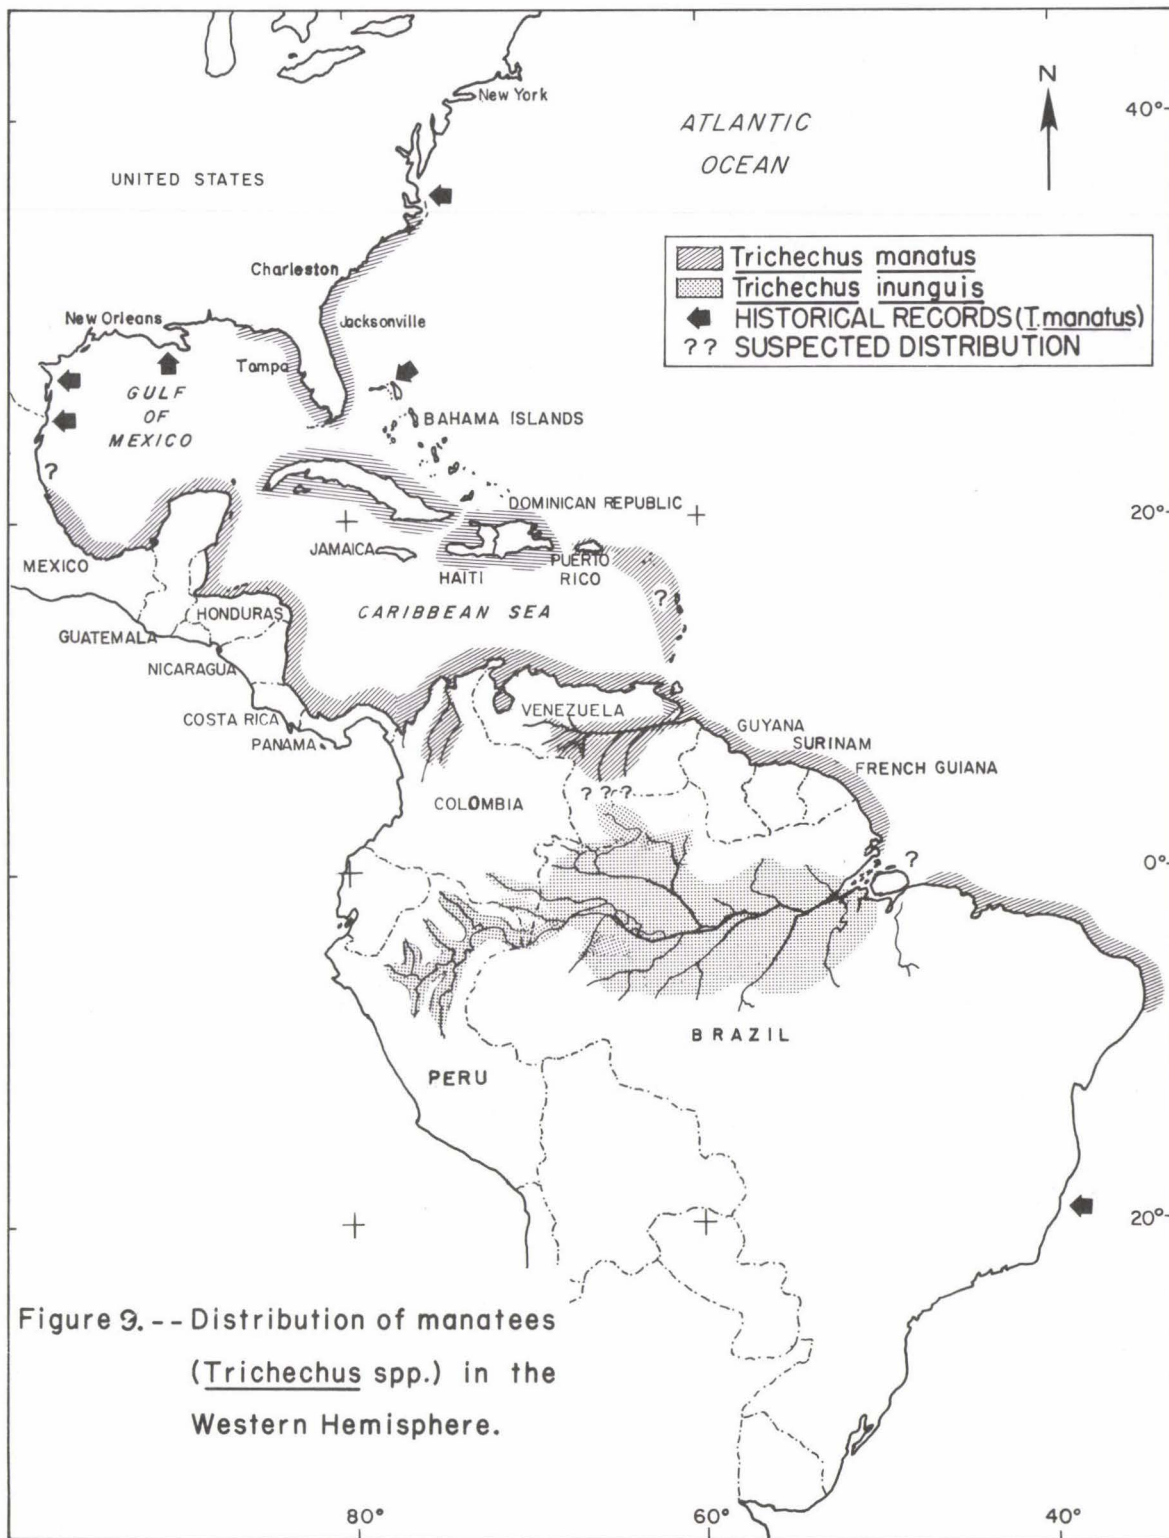 New York
ATLANTIC
OCEAN
N
40°
UNITED STATES
Trichechus manatus
Trichechus inunguis
HISTORICAL RECORDS (T. manatus)
? ? SUSPECTED DISTRIBUTION
Charleston
New Orleans
Jacksonville
Tampa
GULF
OF
MEXICO
BAHAMA ISLANDS
?
DOMINICAN REPUBLIC
20°
JAMAICA
HAITI
PUERTO
RICO
MEXICO
?
HONDURAS
CARIBBEAN SEA
GUATEMALA
NICARAGUA
COSTA RICA
PANAMA
VENEZUELA
GUYANA
SURINAM
FRENCH GUIANA
COLOMBIA
? ? ?
?
0°
BRAZIL
PERU
20°
Figure 9.-- Distribution of manatees
(Trichechus spp.) in the
Western Hemisphere.
80°
60°
40°